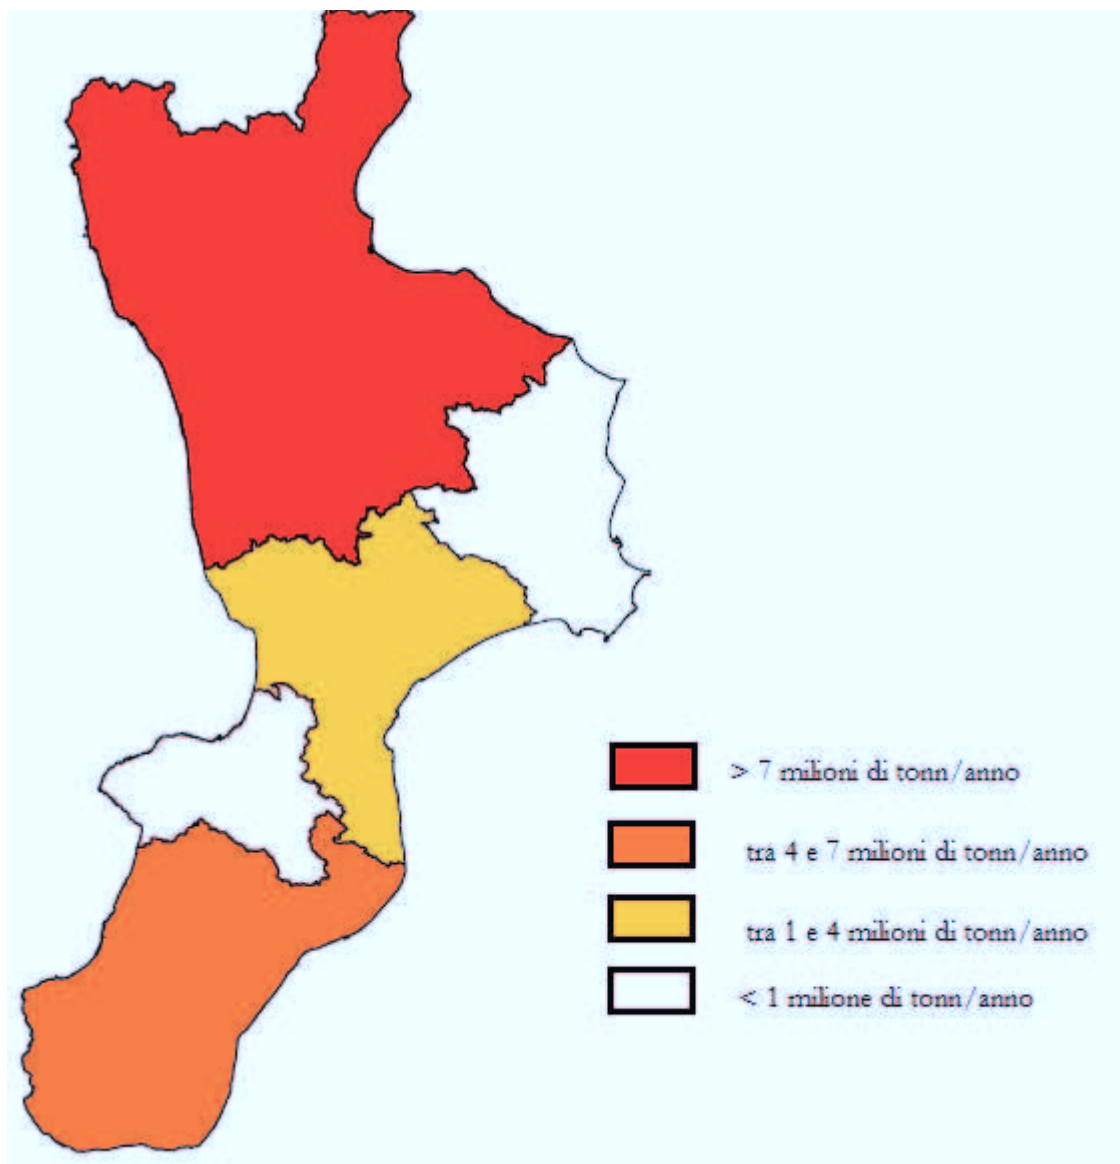 > 7 milioni di tonn/anno
tra 4 e 7 milioni di tonn/anno
tra 1 e 4 milioni di tonn/anno
< 1 milione di tonn/anno